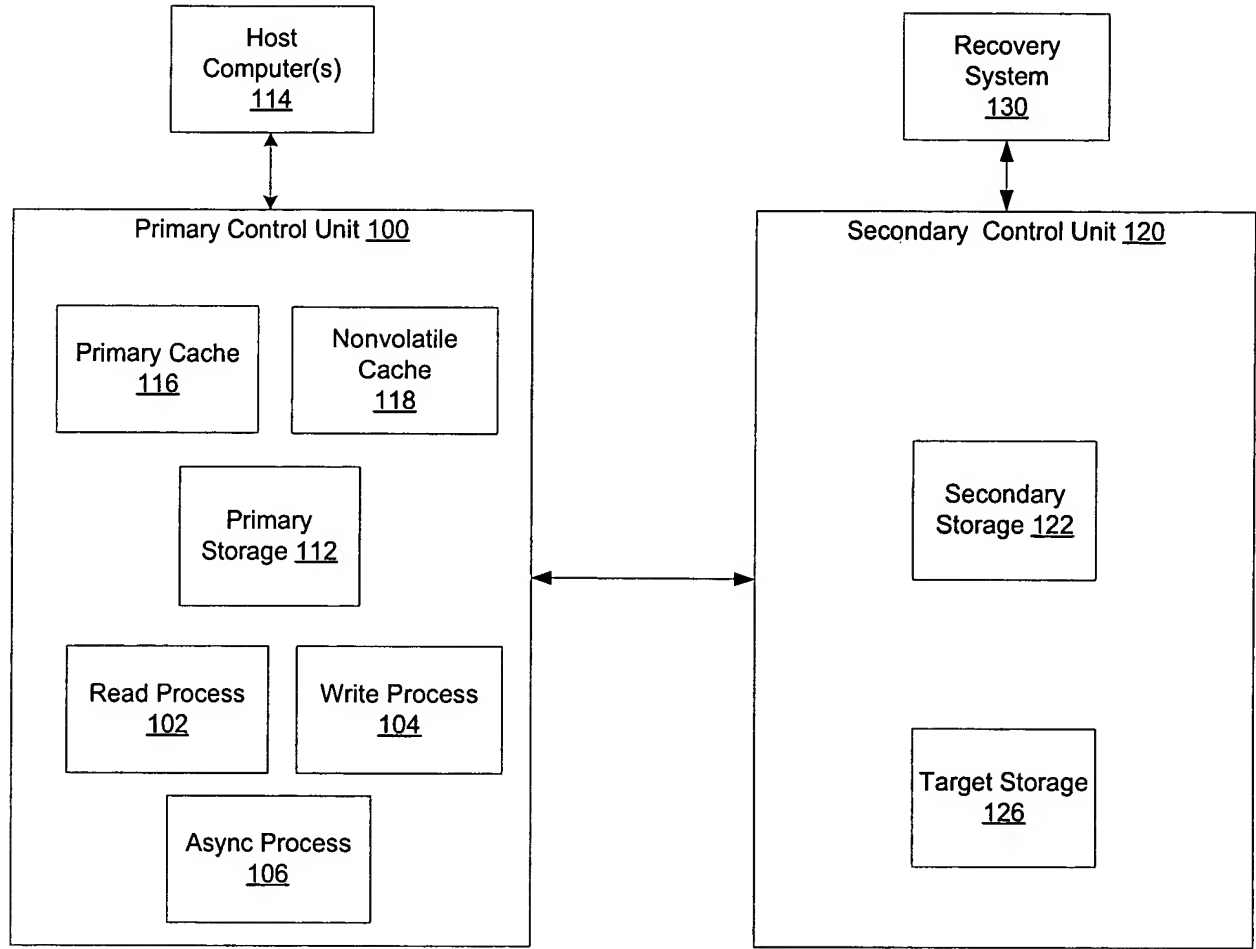 Host
Computer(s)
114
Recovery
System
130
Primary Control Unit 100
Primary Cache
116
Nonvolatile
Cache
118
Primary
Storage 112
Read Process
102
Write Process
104
Async Process
106
Secondary Control Unit 120
Secondary
Storage 122
Target Storage
126